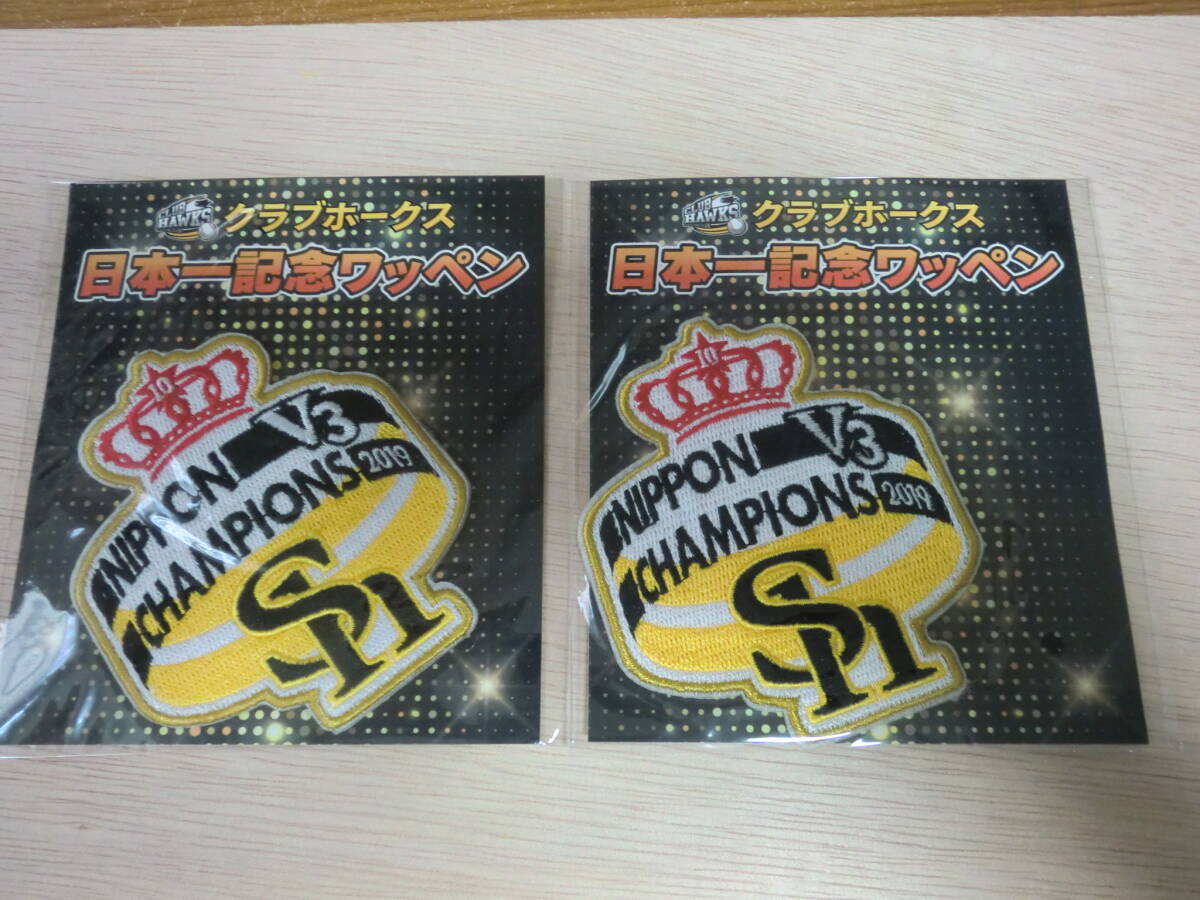 CLUB HAWKS クラブホークス
日本一記念ワッペン
10
V3
NIPPON
CHAMPIONS 2019
SH
CLUB HAWKS クラブホークス
日本一記念ワッペン
10
V3
NIPPON
CHAMPIONS 2019
SH